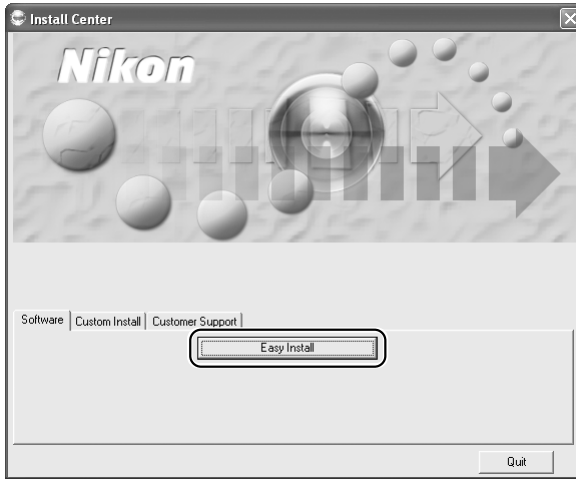 Install Center
Nikon
Software Custom Install Customer Support
Easy Install
Quit